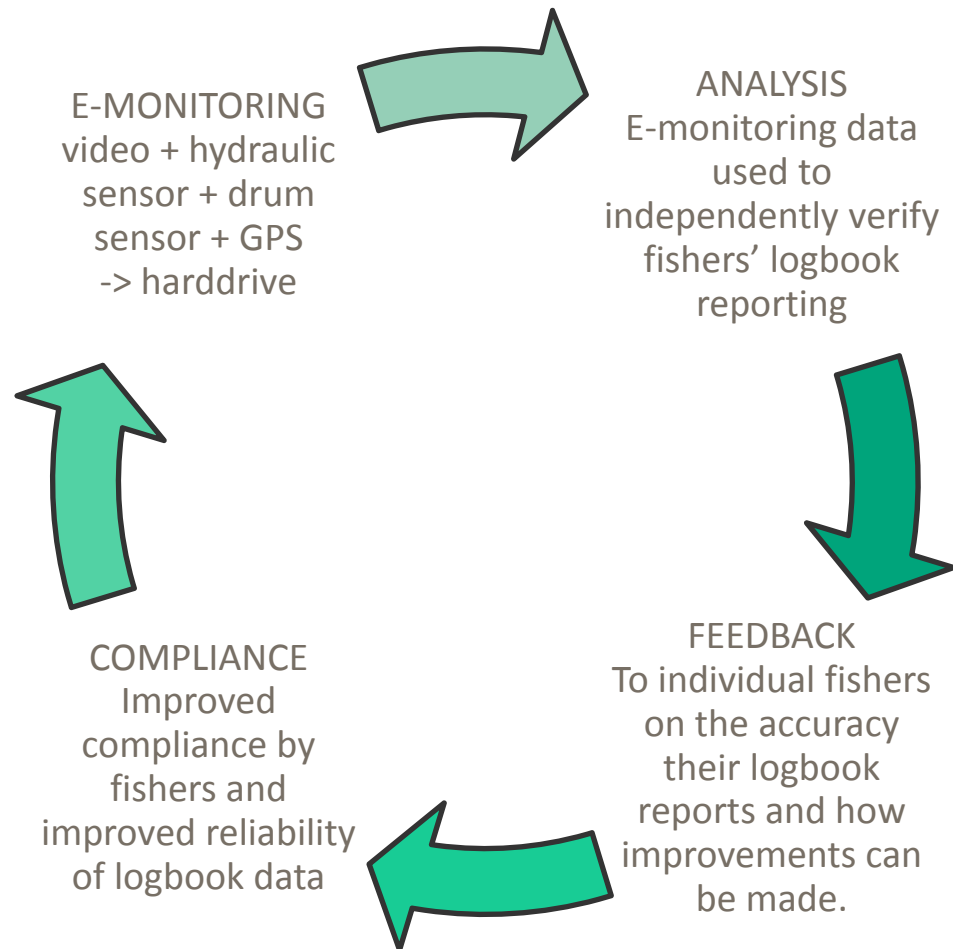 E-MONITORING
video + hydraulic
sensor + drum
sensor + GPS
-> harddrive
ANALYSIS
E-monitoring data
used to
independently verify
fishers’ logbook
reporting
FEEDBACK
To individual fishers
on the accuracy
their logbook
reports and how
improvements can
be made.
COMPLIANCE
Improved
compliance by
fishers and
improved reliability
of logbook data